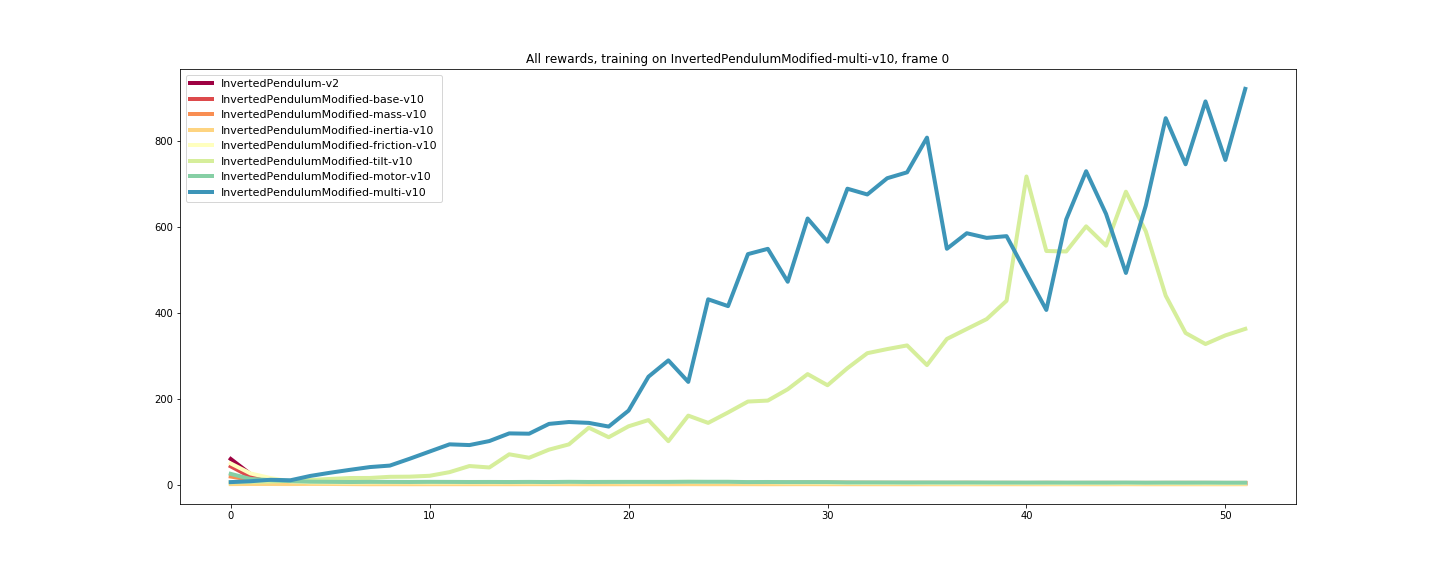 All rewards, training on InvertedPendulumModified-multi-v10, frame 0
InvertedPendulum-v2
InvertedPendulumModified-base-v10
InvertedPendulumModified-mass-v10
InvertedPendulumModified-inertia-v10
InvertedPendulumModified-friction-v10
InvertedPendulumModified-tilt-v10
InvertedPendulumModified-motor-v10
InvertedPendulumModified-multi-v10
800
600
400
200
0
0 10 20 30 40 50